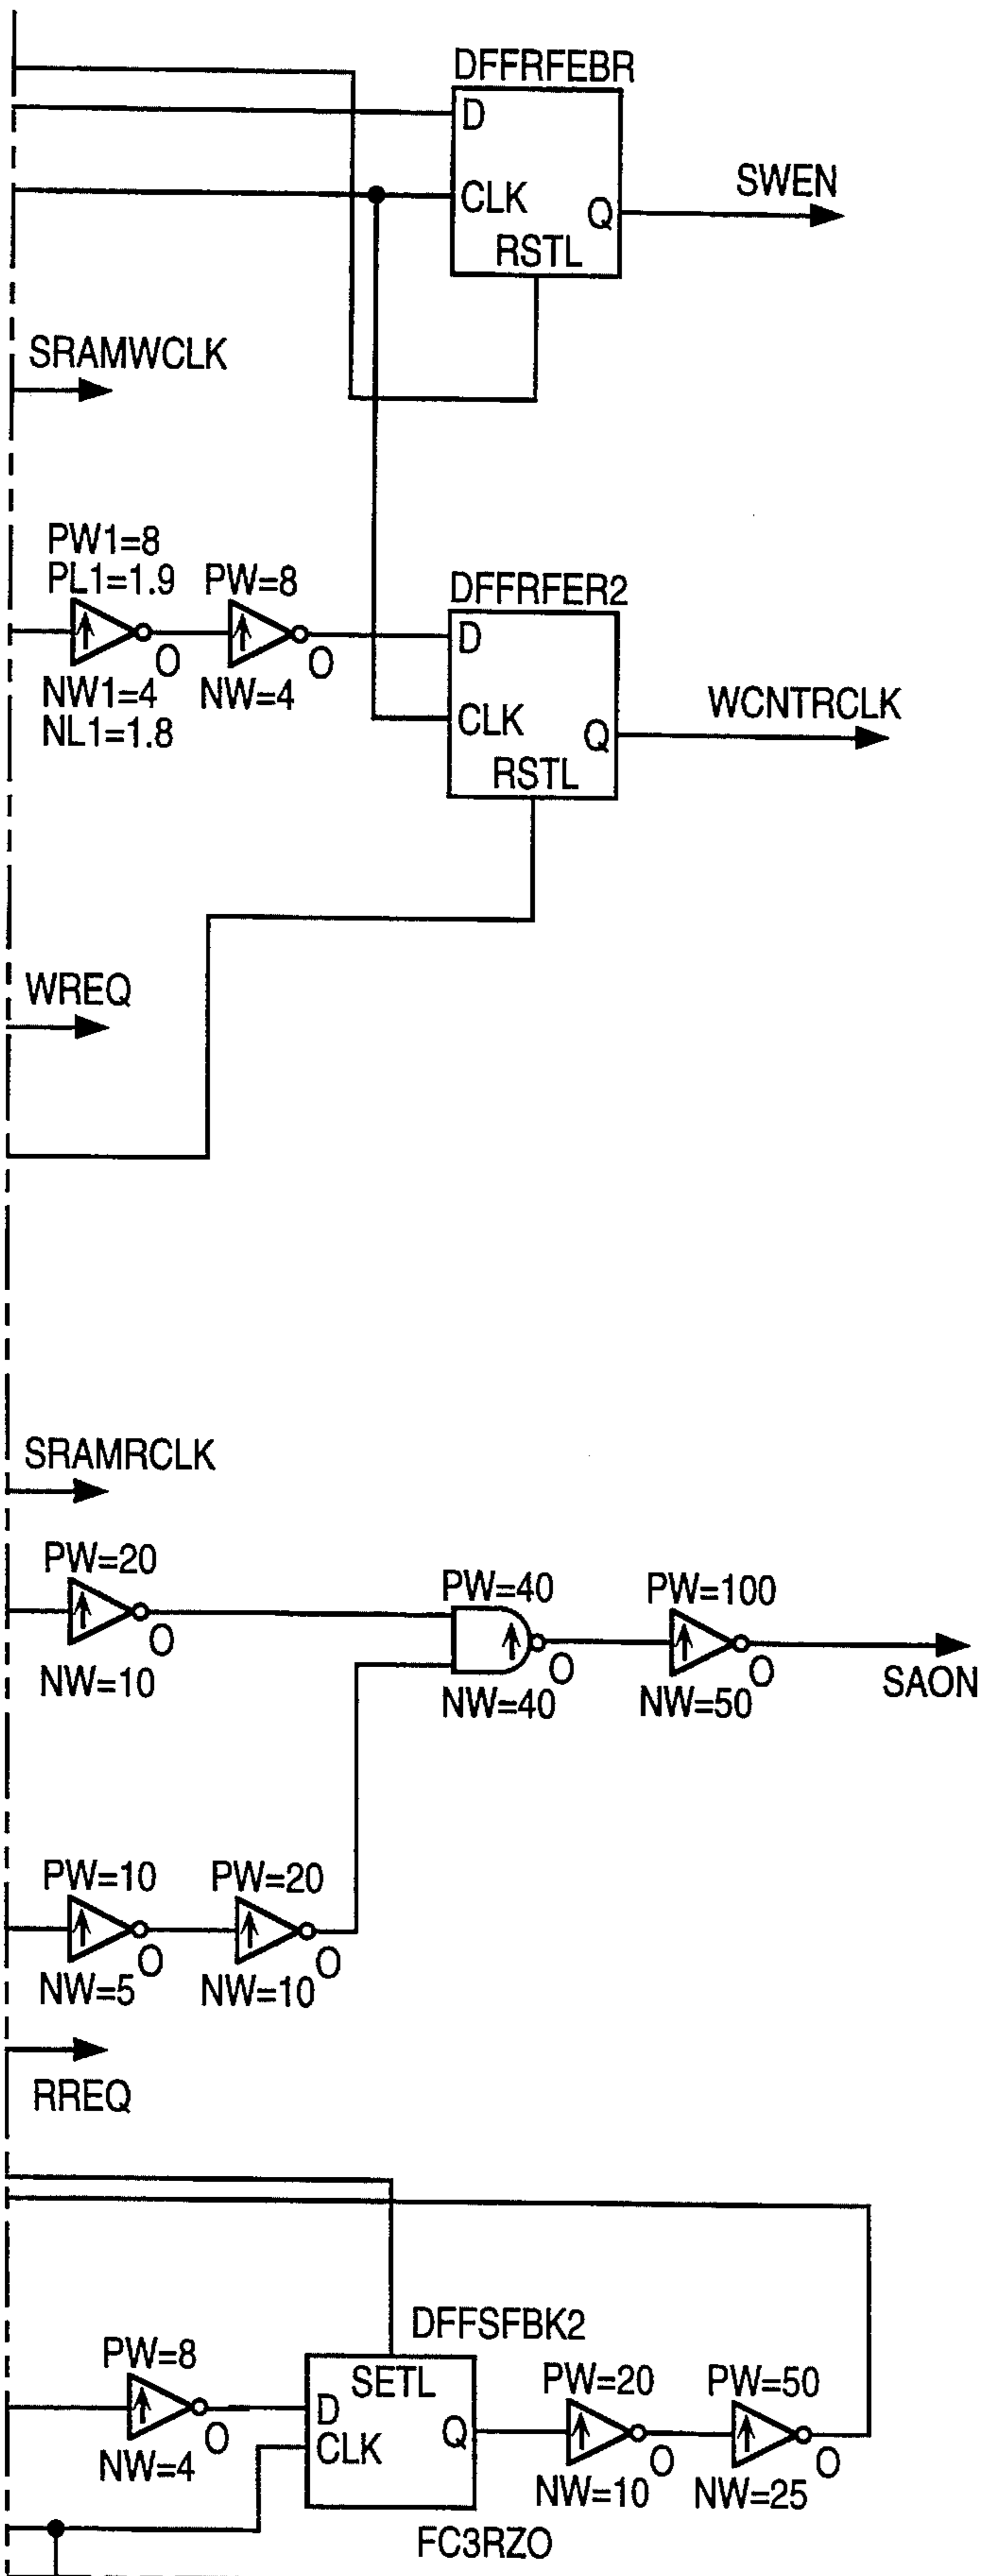 DFFRFEBR
D
CLK
Q
RSTL
SWEN
SRAMWCLK
PW1=8
PL1=1.9
O
NW1=4
NL1=1.8
PW=8
O
NW=4
DFFRFER2
D
CLK
Q
RSTL
WCNTRCLK
WREQ
SRAMRCLK
PW=20
O
NW=10
PW=40
O
NW=40
PW=100
O
NW=50
SAON
PW=10
O
NW=5
PW=20
O
NW=10
RREQ
DFFSFBK2
PW=8
O
NW=4
SETL
D
CLK
Q
PW=20
O
NW=10
PW=50
O
NW=25
FC3RZO